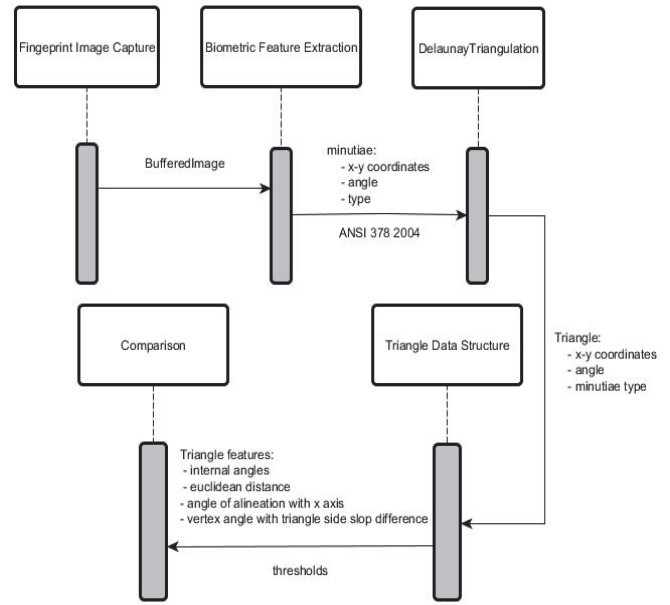 Fingeprint Image Capture
Biometric Feature Extraction
DelaunayTriangulation
BufferedImage
minutiae:
- x-y coordinates
- angle
- type
ANSI 378 2004
Comparison
Triangle Data Structure
Triangle:
- x-y coordinates
- angle
- minutiae type
Triangle features:
- internal angles
- euclidean distance
- angle of alineation with x axis
- vertex angle with triangle side slop difference
thresholds